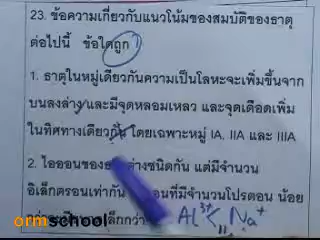 23. ข้อความเกี่ยวกับแนวโน้มของสมบัติของธาตุ
ต่อไปนี้ ข้อใดถูก
1. ธาตุในหมู่เดียวกันความเป็นโลหะจะเพิ่มขึ้นจาก
บนลงล่าง และมีจุดหลอมเหลว และจุดเดือดเพิ่ม
ในทิศทางเดียวกัน โดยเฉพาะหมู่ IA, IIA และ IIIA
2. ไอออนของธาตุต่างชนิดกัน แต่มีจำนวน
อิเล็กตรอนเท่ากัน ที่มีจำนวนโปรตอน น้อย
เล็กกว่า Al³⁺ < Na⁺
ormschool